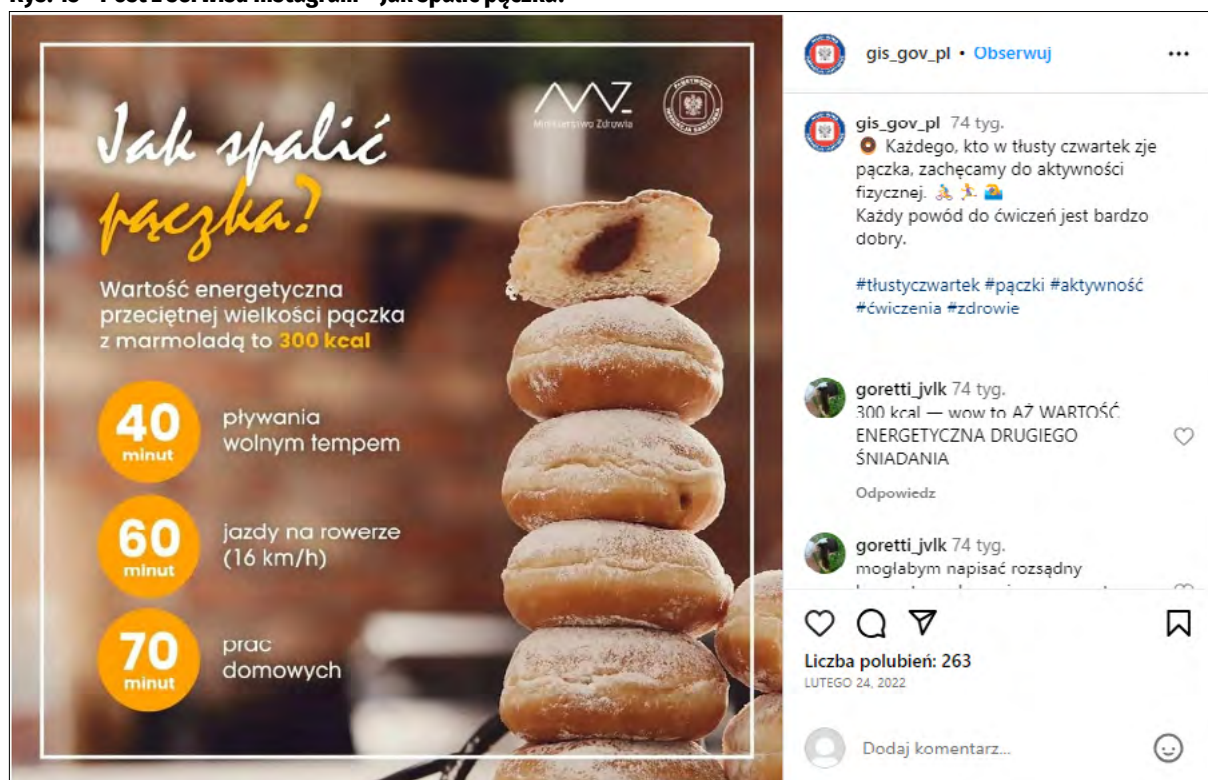 Jak spalić
pączka?
Wartość energetyczna
przeciętnej wielkości pączka
z marmoladą to 300 kcal
40
minut
pływania
wolnym tempem
60
minut
jazdy na rowerze
(16 km/h)
70
minut
prac
domowych
MZ
Ministerstwo Zdrowia
PAŃSTWOWA
INSPEKCJA SANITARNA
gis_gov_pl • Obserwuj
gis_gov_pl 74 tyg.
Każdego, kto w tłusty czwartek zje
pączka, zachęcamy do aktywności
fizycznej.
Każdy powód do ćwiczeń jest bardzo
dobry.
#tłustyczwartek #pączki #aktywność
#ćwiczenia #zdrowie
goretti_jvlk 74 tyg.
300 kcal — wow to AŻ WARTOŚĆ
ENERGETYCZNA DRUGIEGO
ŚNIADANIA
Odpowiedz
goretti_jvlk 74 tyg.
mogłabym napisać rozsądny
Liczba polubień: 263
LUTEGO 24, 2022
Dodaj komentarz...